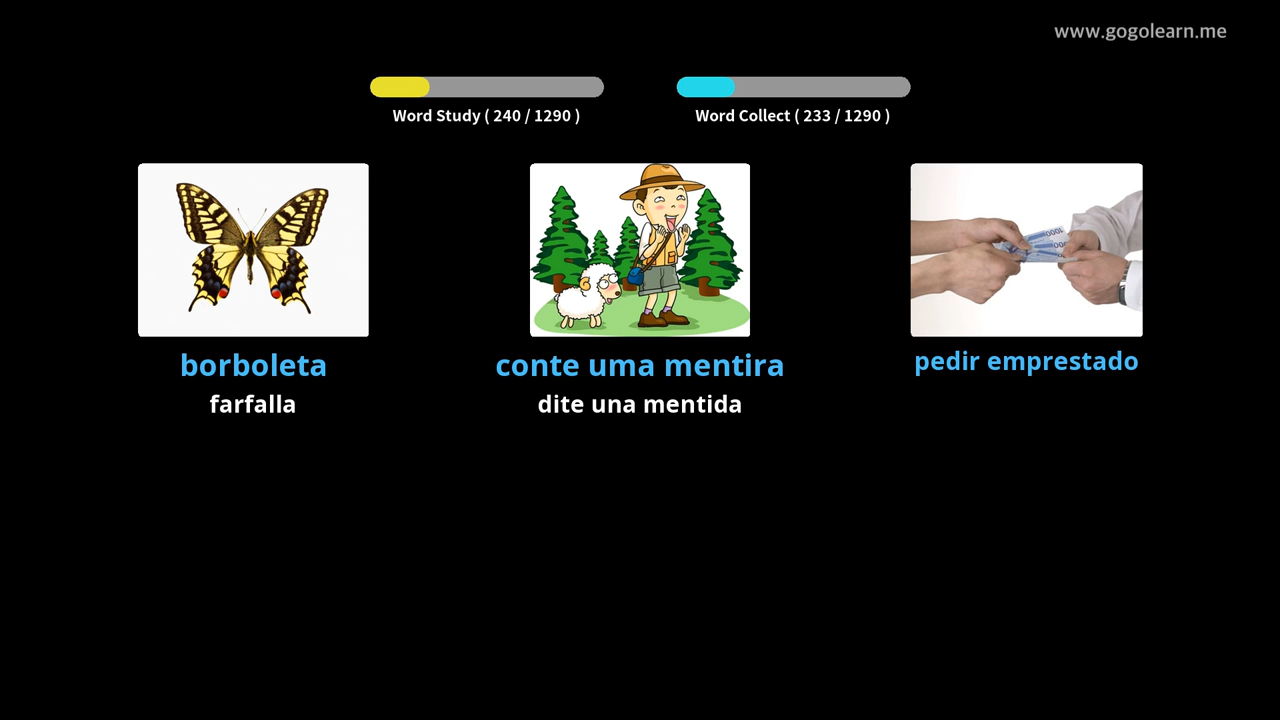 www.gogolearn.me
Word Study ( 240 / 1290 )
Word Collect ( 233 / 1290 )
borboleta
farfalla
conte uma mentira
dite una mentida
pedir emprestado